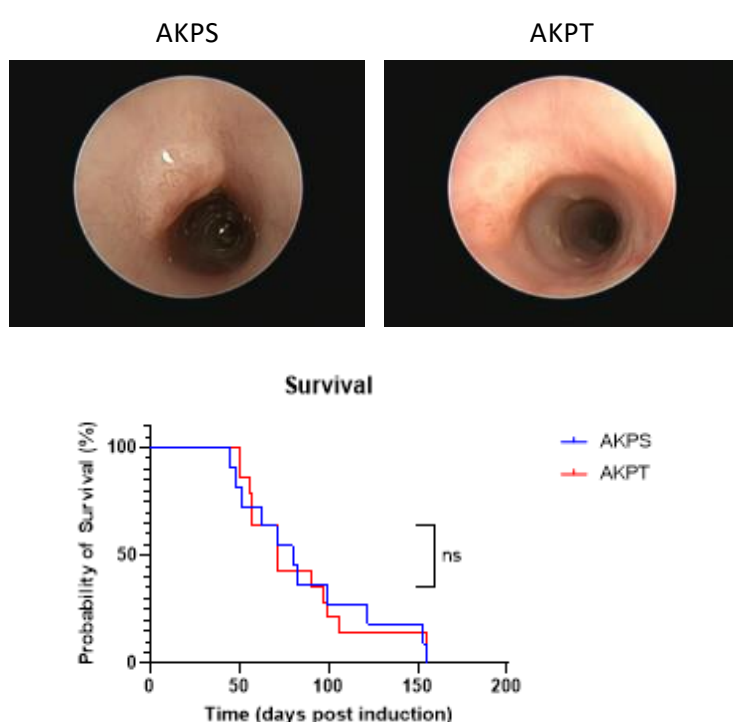 AKPS
AKPT
Survival
Probability of Survival (%)
100
50
0
0 50 100 150 200
Time (days post induction)
AKPS
AKPT
ns